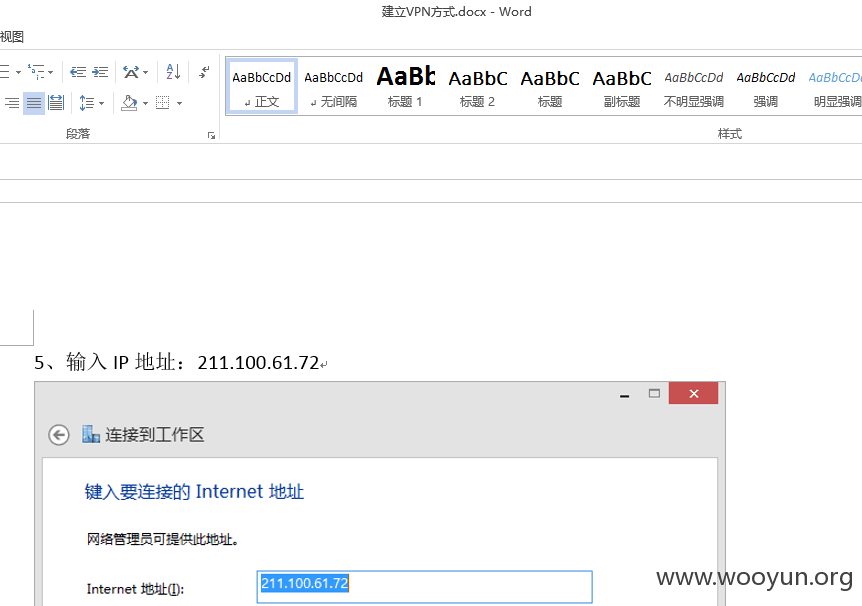 建立VPN方式.docx - Word
视图
AaBbCcDd AaBbCcDd AaBb AaBbC AaBbC AaBbC AaBbCcDd AaBbCcDd AaBbCcDd
↲ 正文 ↲ 无间隔 标题 1 标题 2 标题 副标题 不明显强调 强调 明显强调
段落 样式
5、输入 IP 地址：211.100.61.72↵
连接到工作区
键入要连接的 Internet 地址
网络管理员可提供此地址。
Internet 地址(I): 211.100.61.72
www.wooyun.org